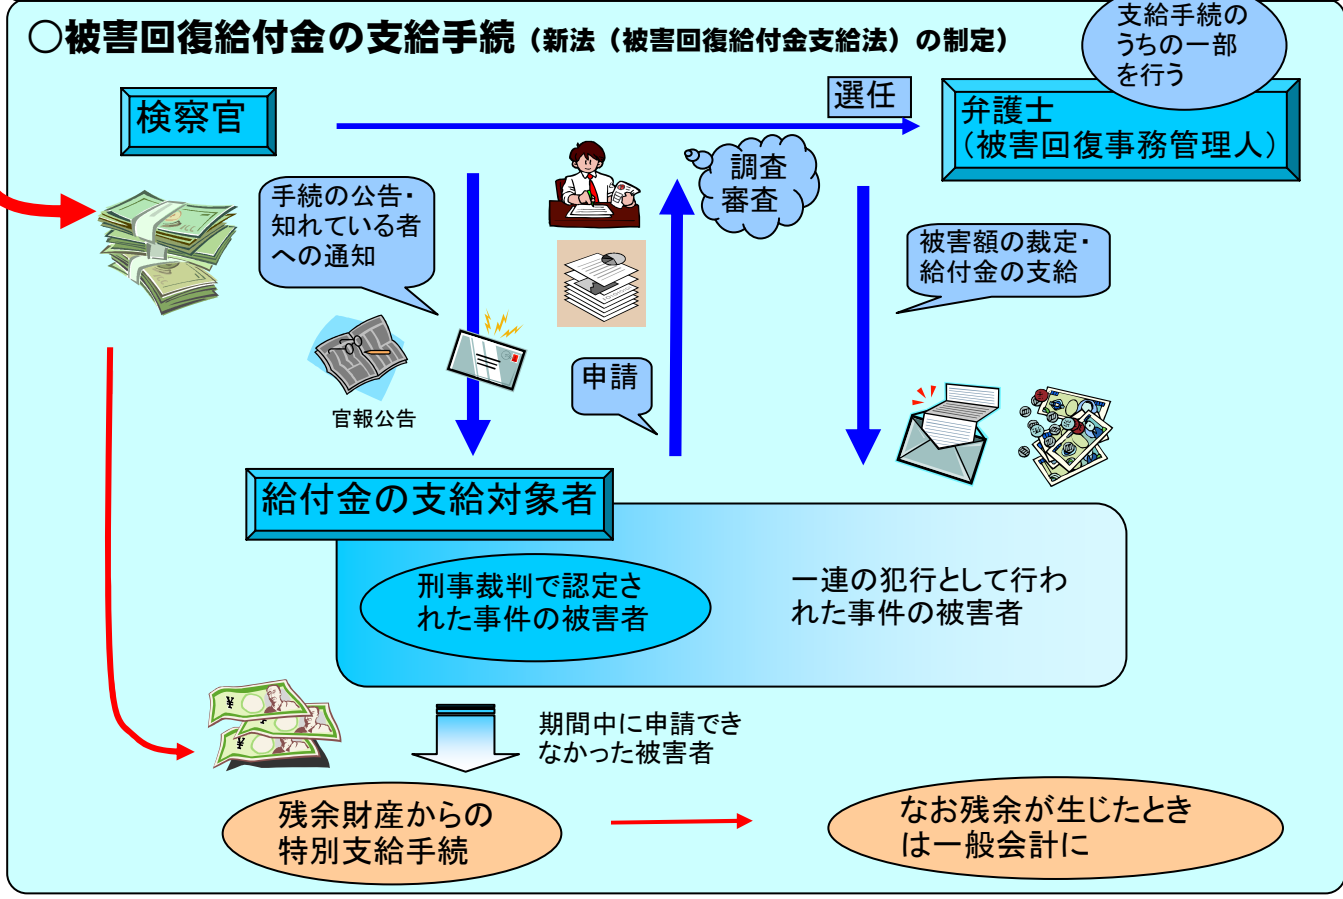 ○被害回復給付金の支給手続（新法（被害回復給付金支給法）の制定）
支給手続の
うちの一部
を行う
検察官
選任
弁護士
（被害回復事務管理人）
手続の公告・
知れている者
への通知
調査
審査
被害額の裁定・
給付金の支給
官報公告
申請
給付金の支給対象者
刑事裁判で認定さ
れた事件の被害者
一連の犯行として行わ
れた事件の被害者
期間中に申請でき
なかった被害者
残余財産からの
特別支給手続
なお残余が生じたとき
は一般会計に